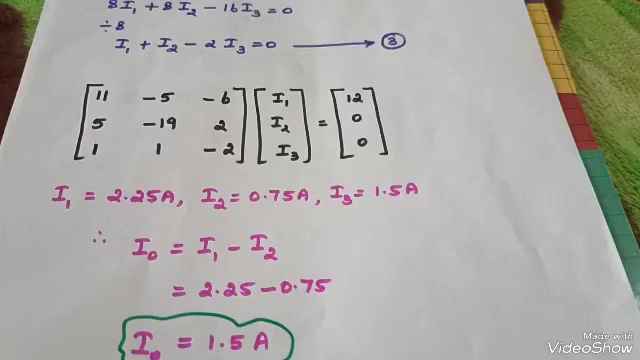 8I₁ + 8I₂ - 16I₃ = 0
÷8
I₁ + I₂ - 2I₃ = 0 → ③
[11 -5 -6] [I₁] [12]
[5 -19 2] [I₂] = [0]
[1 1 -2] [I₃] [0]
I₁ = 2.25A, I₂ = 0.75A, I₃ = 1.5A
∴ I₀ = I₁ - I₂
= 2.25 - 0.75
I₀ = 1.5 A
Made with
VideoShow